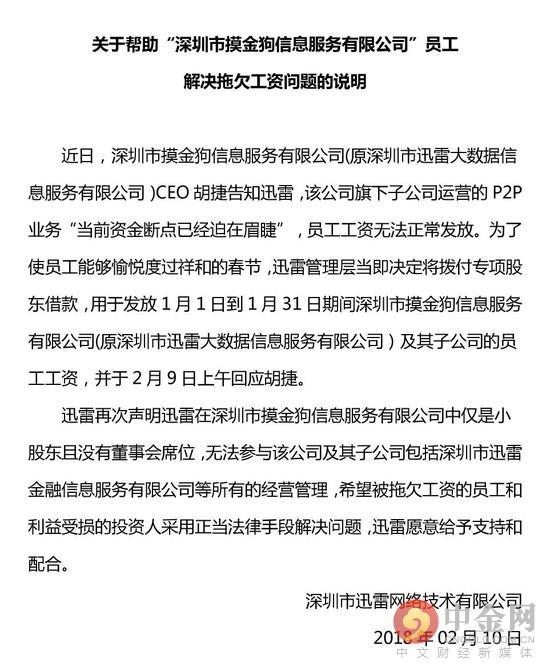 关于帮助“深圳市摸金狗信息服务有限公司”员工
解决拖欠工资问题的说明
近日，深圳市摸金狗信息服务有限公司(原深圳市迅雷大数据信
息服务有限公司)CEO 胡捷告知迅雷,该公司旗下子公司运营的 P2P
业务“当前资金断点已经迫在眉睫”，员工工资无法正常发放。为了
使员工能够愉悦度过祥和的春节，迅雷管理层当即决定将拨付专项股
东借款，用于发放 1 月 1 日到 1 月 31 日期间深圳市摸金狗信息服务
有限公司(原深圳市迅雷大数据信息服务有限公司）及其子公司的员
工工资，并于 2 月 9 日上午回应胡捷。
迅雷再次声明迅雷在深圳市摸金狗信息服务有限公司中仅是小
股东且没有董事会席位,无法参与该公司及其子公司包括深圳市迅雷
金融信息服务有限公司等所有的经营管理，希望被拖欠工资的员工和
利益受损的投资人采用正当法律手段解决问题，迅雷愿意给予支持和
配合。
深圳市迅雷网络技术有限公司
2018 年 02 月 10 日
中金网
中文财经新媒体